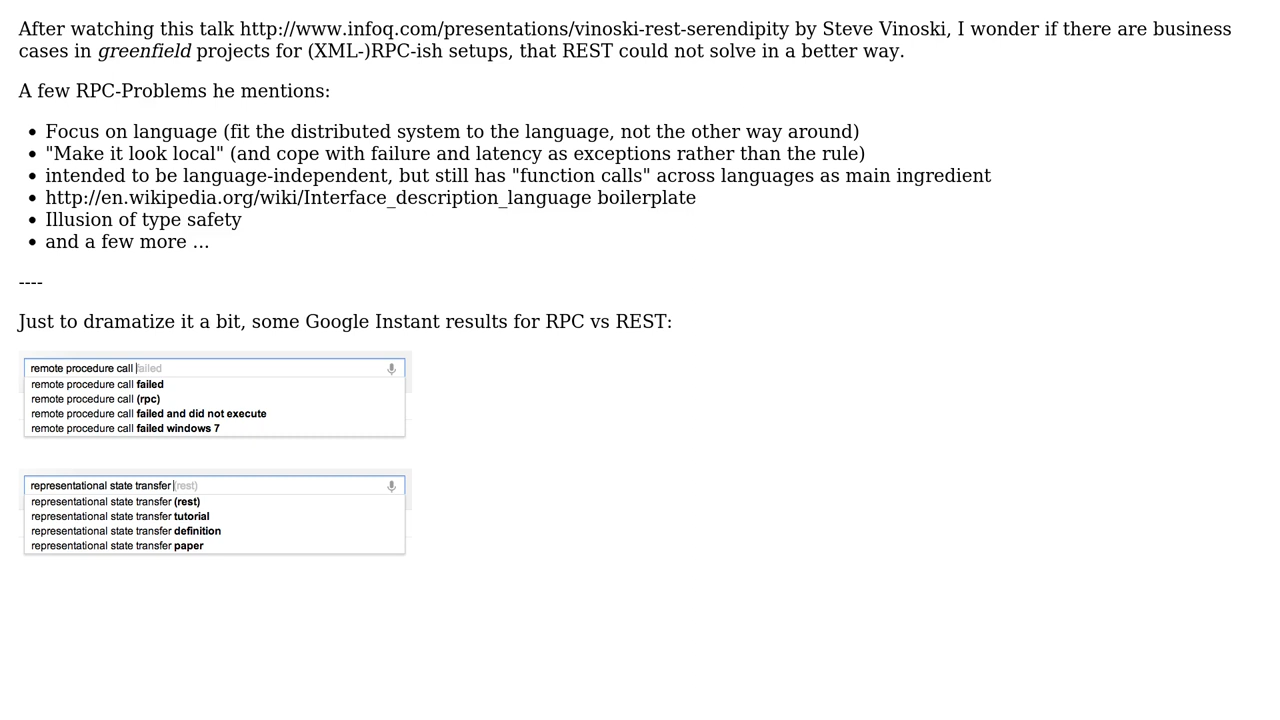 After watching this talk http://www.infoq.com/presentations/vinoski-rest-serendipity by Steve Vinoski, I wonder if there are business
cases in greenfield projects for (XML-)RPC-ish setups, that REST could not solve in a better way.
A few RPC-Problems he mentions:
• Focus on language (fit the distributed system to the language, not the other way around)
• "Make it look local" (and cope with failure and latency as exceptions rather than the rule)
• intended to be language-independent, but still has "function calls" across languages as main ingredient
• http://en.wikipedia.org/wiki/Interface_description_language boilerplate
• Illusion of type safety
• and a few more ...
----
Just to dramatize it a bit, some Google Instant results for RPC vs REST:
remote procedure call failed
remote procedure call failed
remote procedure call (rpc)
remote procedure call failed and did not execute
remote procedure call failed windows 7
representational state transfer (rest)
representational state transfer (rest)
representational state transfer tutorial
representational state transfer definition
representational state transfer paper